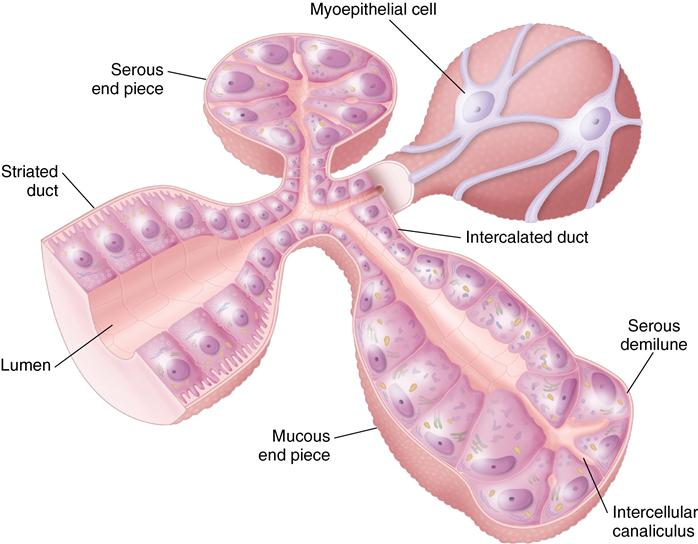 Myoepithelial cell
Serous
end piece
Striated
duct
Intercalated duct
Serous
demilune
Lumen
Mucous
end piece
Intercellular
canaliculus